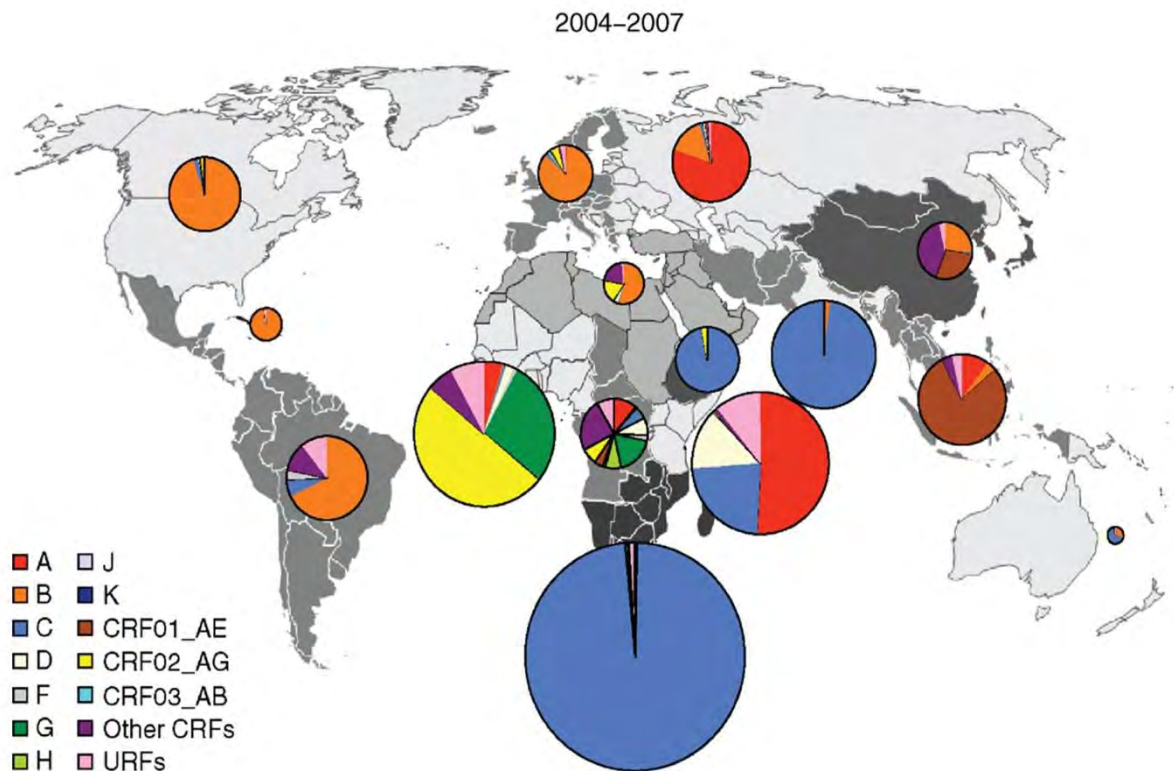 2004–2007
A
B
C
D
F
G
H
J
K
CRF01_AE
CRF02_AG
CRF03_AB
Other CRFs
URFs